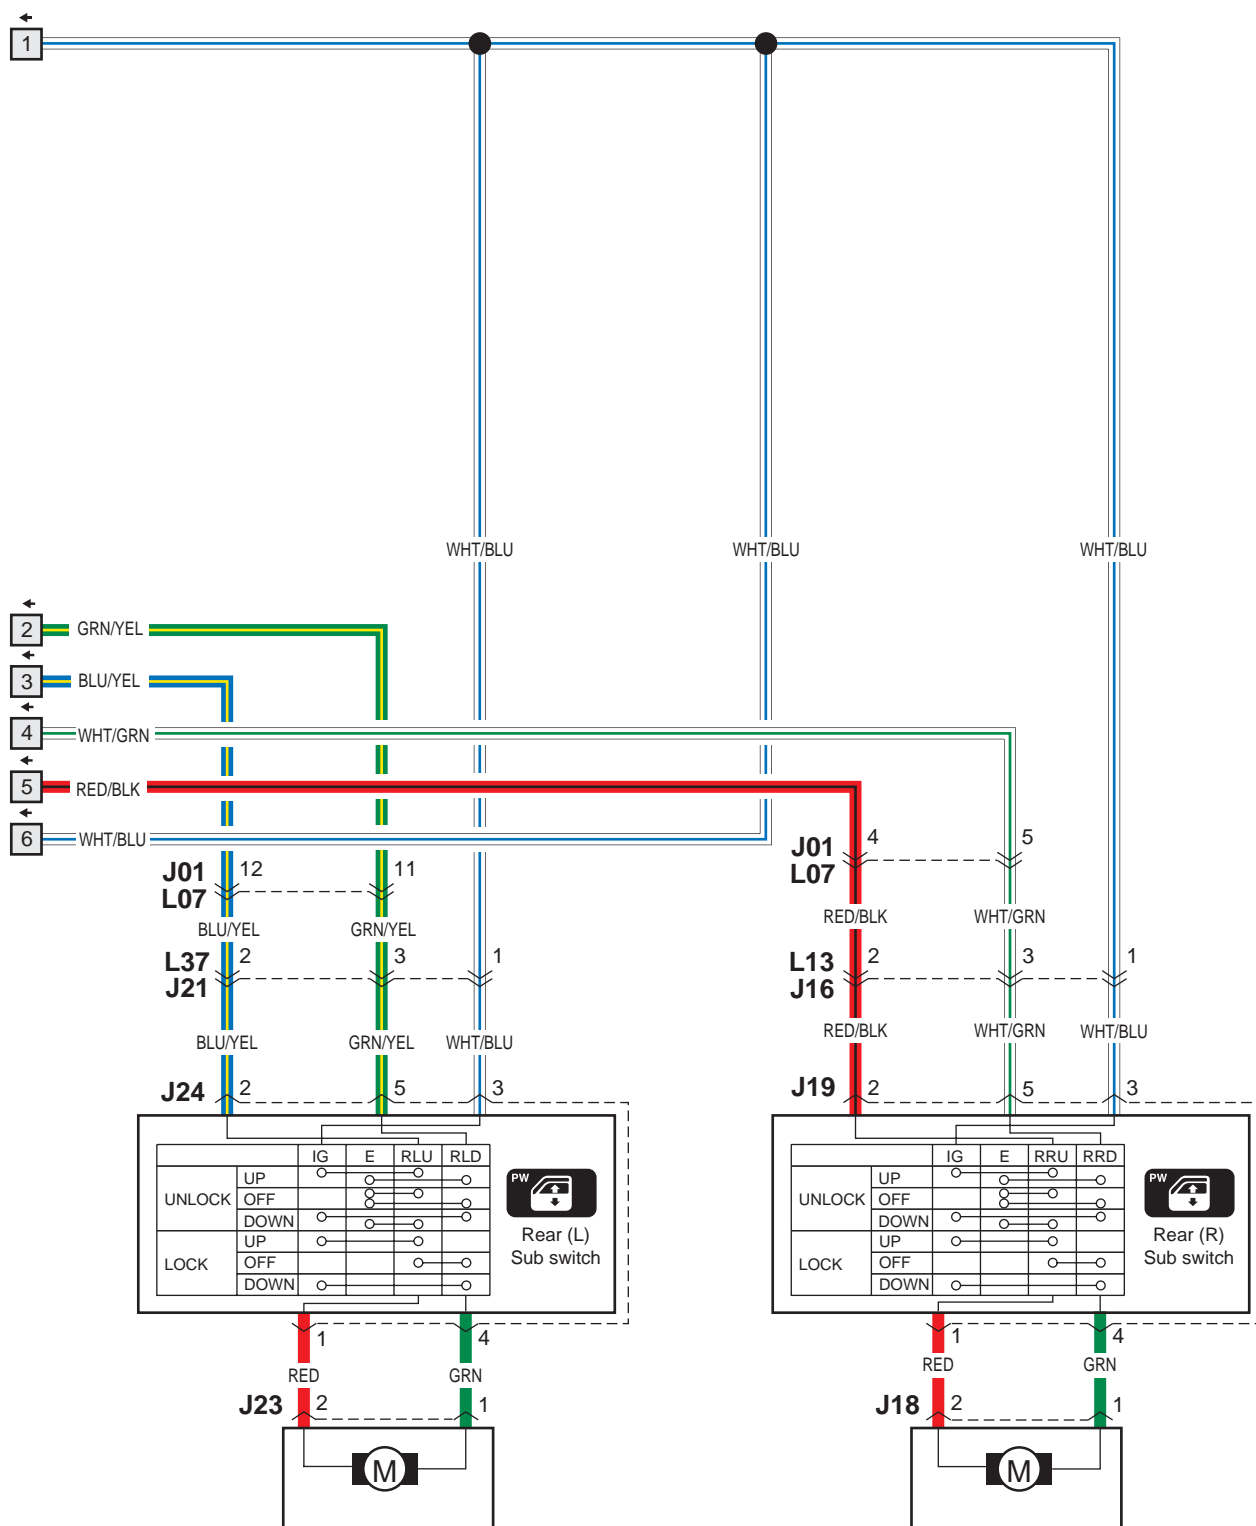 1
WHT/BLU WHT/BLU WHT/BLU
2 GRN/YEL
3 BLU/YEL
4 WHT/GRN
5 RED/BLK
6 WHT/BLU
J01 4 5
L07
J01 12 11
L07
RED/BLK WHT/GRN
BLU/YEL GRN/YEL
L37 2 3 1 L13 2 3 1
J21 J16
RED/BLK WHT/GRN WHT/BLU
BLU/YEL GRN/YEL WHT/BLU
J24 2 5 3 J19 2 5 3
IG E RLU RLD
UNLOCK UP
OFF
DOWN
LOCK UP
OFF
DOWN
PW
Rear (L)
Sub switch
IG E RRU RRD
UNLOCK UP
OFF
DOWN
LOCK UP
OFF
DOWN
PW
Rear (R)
Sub switch
1 4 1 4
RED GRN RED GRN
J23 2 1 J18 2 1
M M